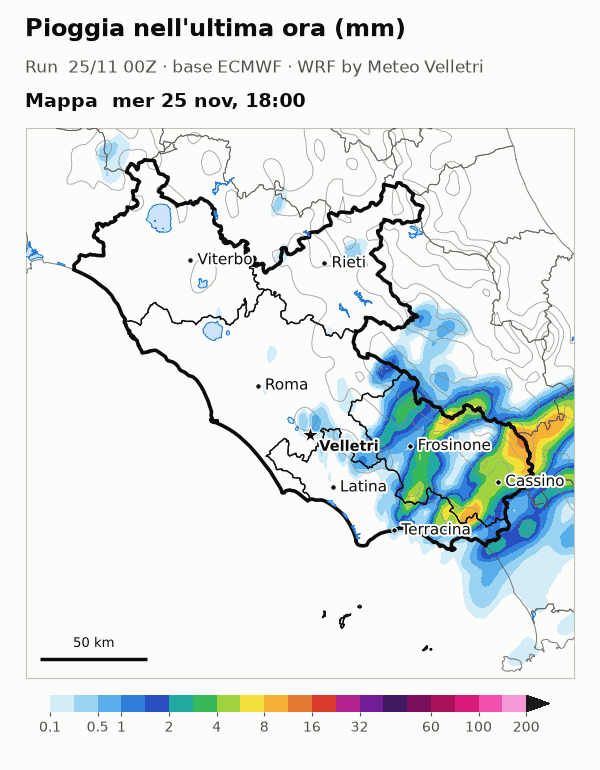 Pioggia nell'ultima ora (mm)
Run  25/11 00Z · base ECMWF · WRF by Meteo Velletri
Mappa  mer 25 nov, 18:00
Viterbo
Rieti
Roma
Velletri
Frosinone
Latina
Cassino
Terracina
50 km
0.1 0.5 1 2 4 8 16 32 60 100 200